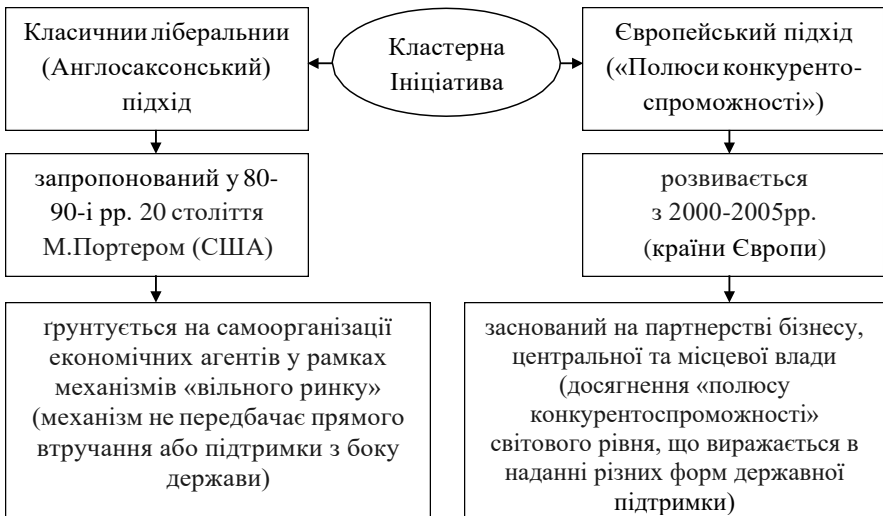 Класичнии ліберальнии
(Англосаксонський)
підхід
Кластерна
Ініціатива
Європейський підхід
(«Полюси конкуренто-
спроможності»)
запропонований у 80-
90-і рр. 20 століття
М.Портером (США)
розвивається
з 2000-2005рр.
(країни Європи)
ґрунтується на самоорганізації
економічних агентів у рамках
механізмів «вільного ринку»
(механізм не передбачає прямого
втручання або підтримки з боку
держави)
заснований на партнерстві бізнесу,
центральної та місцевої влади
(досягнення «полюсу
конкурентоспроможності»
світового рівня, що виражається в
наданні різних форм державної
підтримки)